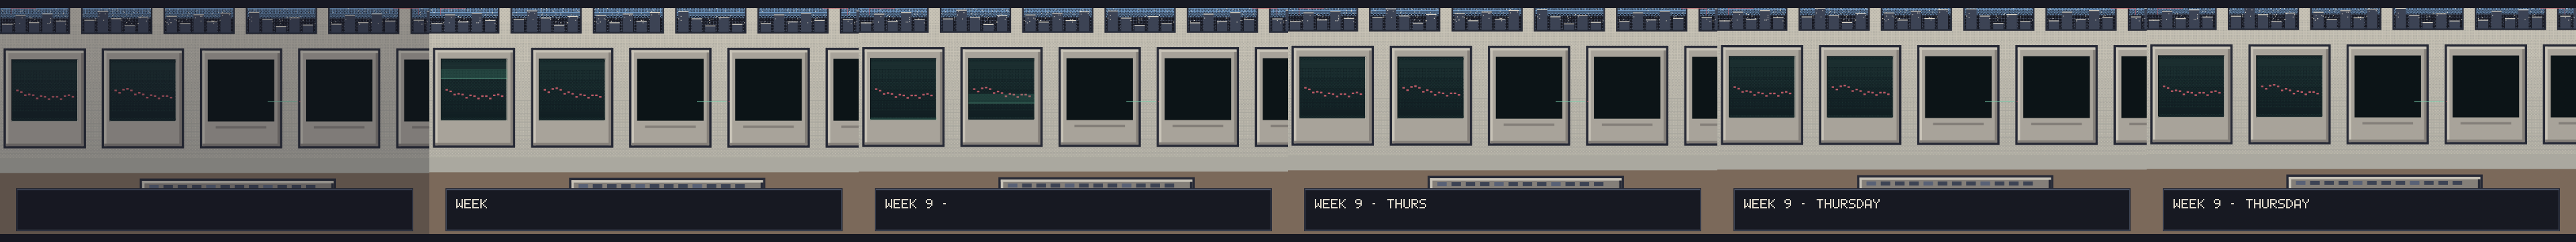 WEEK
WEEK 9 -
WEEK 9 - THURS
WEEK 9 - THURSDAY
WEEK 9 - THURSDAY